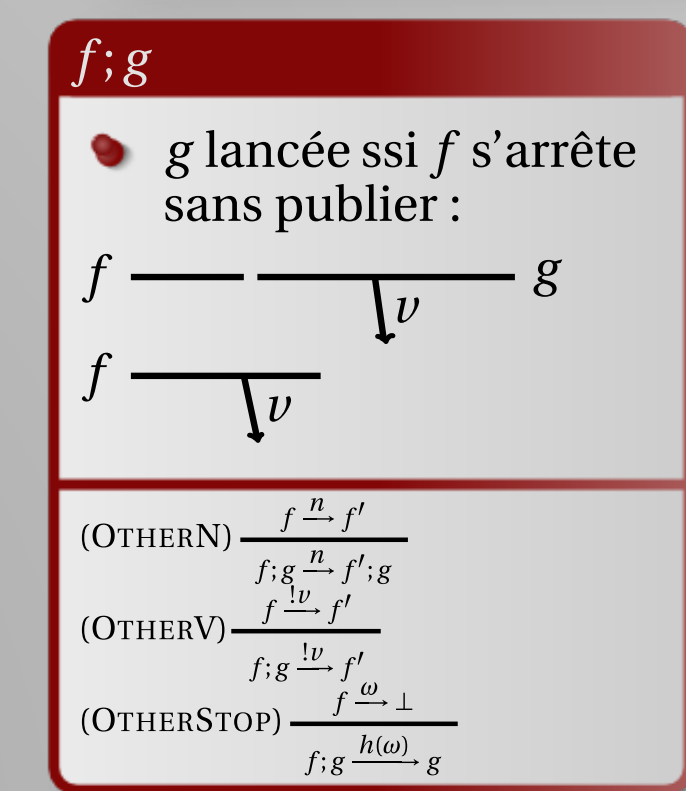 f ; g
g lancée ssi f s’arrête
sans publier :
f g
v
f
v
(OTHERN) f n→ f′
f ; g n→ f′ ; g
(OTHERV) f !v→ f′
f ; g !v→ f′
(OTHERSTOP) f ω→ ⊥
f ; g h(ω)→ g